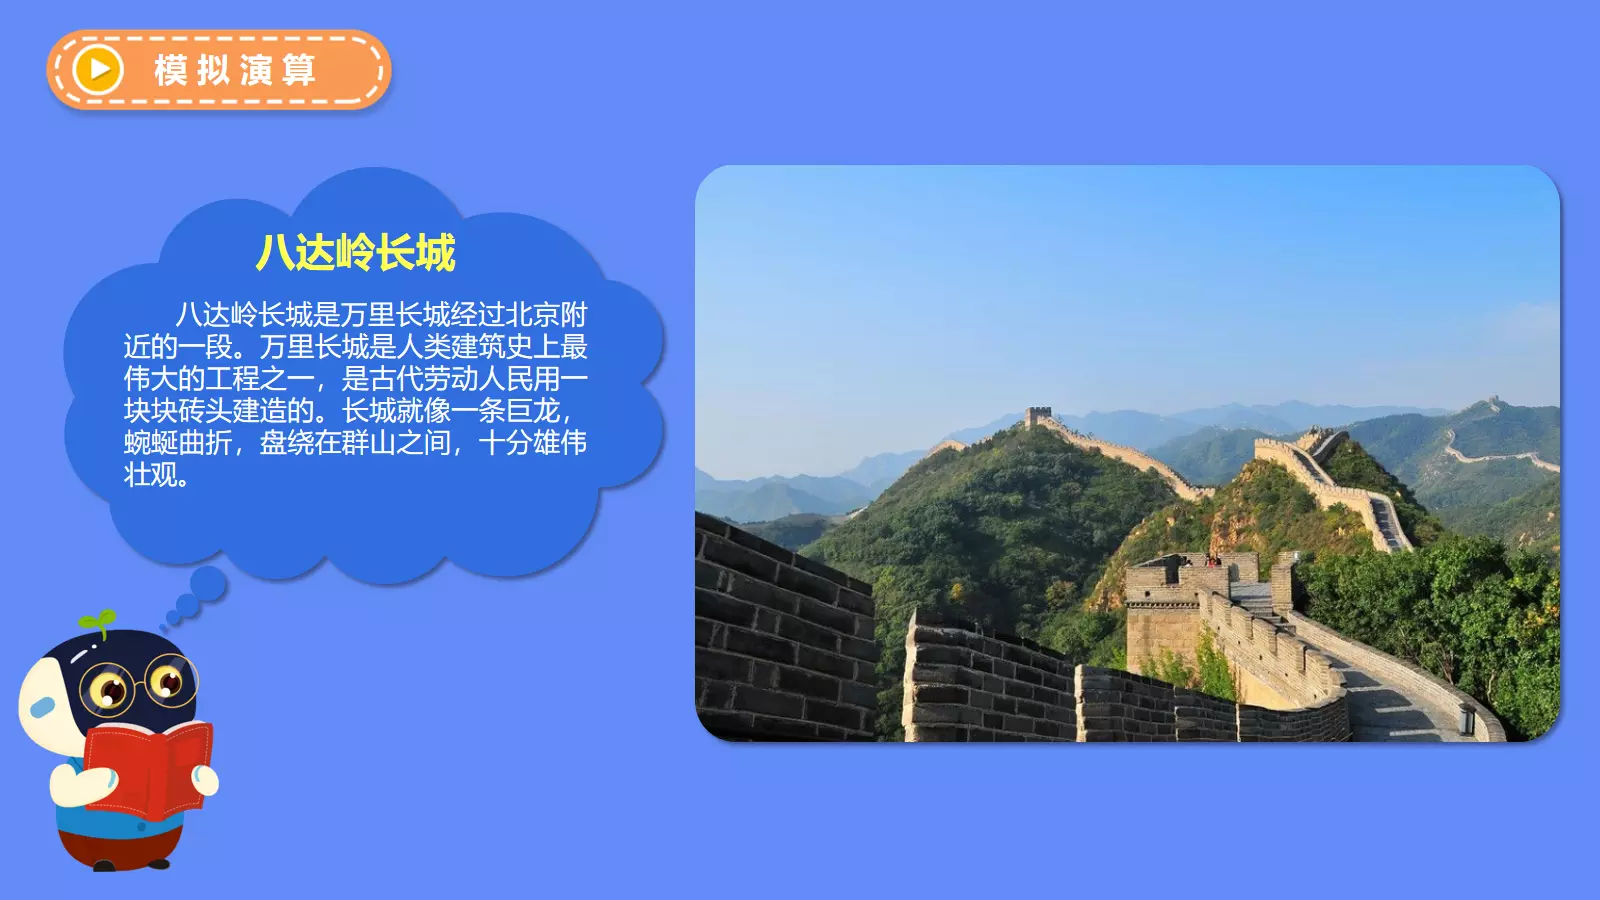 模拟演算
八达岭长城
八达岭长城是万里长城经过北京附
近的一段。万里长城是人类建筑史上最
伟大的工程之一，是古代劳动人民用一
块块砖头建造的。长城就像一条巨龙，
蜿蜒曲折，盘绕在群山之间，十分雄伟
壮观。